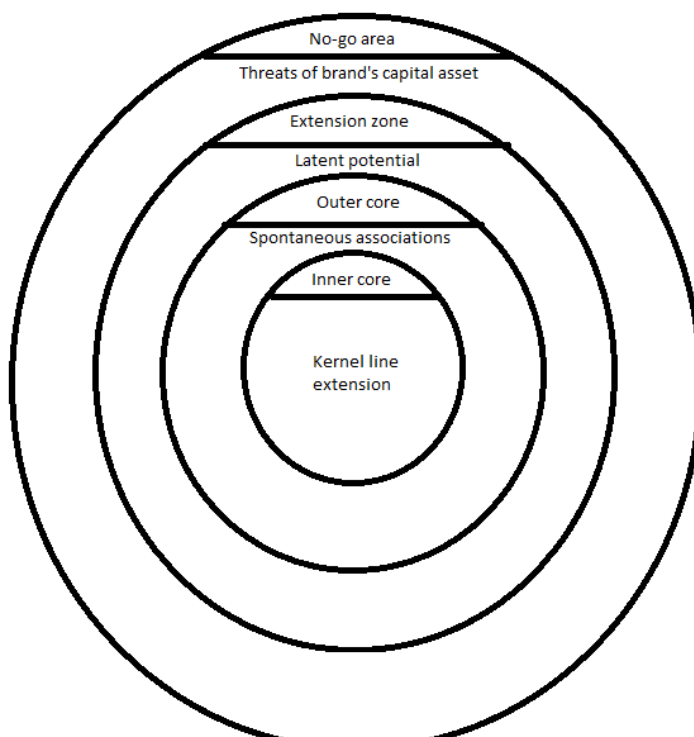 No-go area
Threats of brand's capital asset
Extension zone
Latent potential
Outer core
Spontaneous associations
Inner core
Kernel line
extension